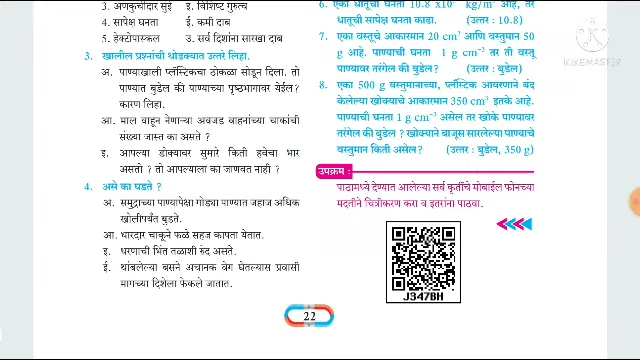 3. अणकुचीदार सुई इ. विशिष्ट गुरुत्व
4. सापेक्ष घनता ई. कमी दाब
5. हेक्टोपास्कल उ. सर्व दिशांना सारखा दाब
3. खालील प्रश्नांची थोडक्यात उत्तरे लिहा.
अ. पाण्याखाली प्लॅस्टिकचा ठोकळा सोडून दिला. तो
पाण्यात बुडेल की पाण्याच्या पृष्ठभागावर येईल?
कारण लिहा.
आ. माल वाहून नेणाऱ्या अवजड वाहनांच्या चाकांची
संख्या जास्त का असते ?
इ. आपल्या डोक्यावर सुमारे किती हवेचा भार
असतो ? तो आपल्याला का जाणवत नाही ?
4. असे का घडते ?
अ. समुद्राच्या पाण्यापेक्षा गोड्या पाण्यात जहाज अधिक
खोलीपर्यंत बुडते.
आ. धारदार चाकूने फळे सहज कापता येतात.
इ. धरणाची भिंत तळाशी रुंद असते.
ई. थांबलेल्या बसने अचानक वेग घेतल्यास प्रवासी
मागच्या दिशेला फेकले जातात.
6. एका धातूची घनता 10.8 x10³ kg/m³ आहे, तर
धातूची सापेक्ष घनता काढा. (उत्तर : 10.8)
7. एका वस्तूचे आकारमान 20 cm³ आणि वस्तुमान 50
g आहे. पाण्याची घनता 1 g cm⁻³ तर ती वस्तू
पाण्यावर तरंगेल की बुडेल? (उत्तर : बुडेल)
8. एका 500 g वस्तुमानाच्या, प्लॅस्टिक आवरणाने बंद
केलेल्या खोक्याचे आकारमान 350 cm³ इतके आहे.
पाण्याची घनता 1 g cm⁻³ असेल तर खोके पाण्यावर
तरंगेल की बुडेल ? खोक्याने बाजूस सारलेल्या पाण्याचे
वस्तुमान किती असेल? (उत्तर : बुडेल, 350 g)
उपक्रम :
पाठामध्ये देण्यात आलेल्या सर्व कृतींचे मोबाईल फोनच्या
मदतीने चित्रीकरण करा व इतरांना पाठवा.
J347BH
22
KINEMASTER